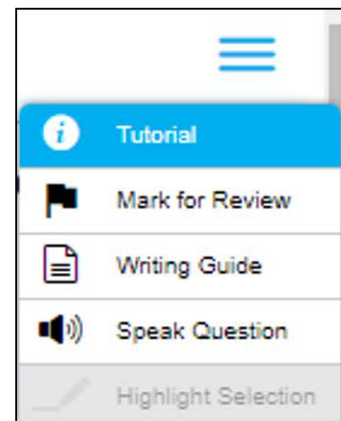 Tutorial
Mark for Review
Writing Guide
Speak Question
Highlight Selection